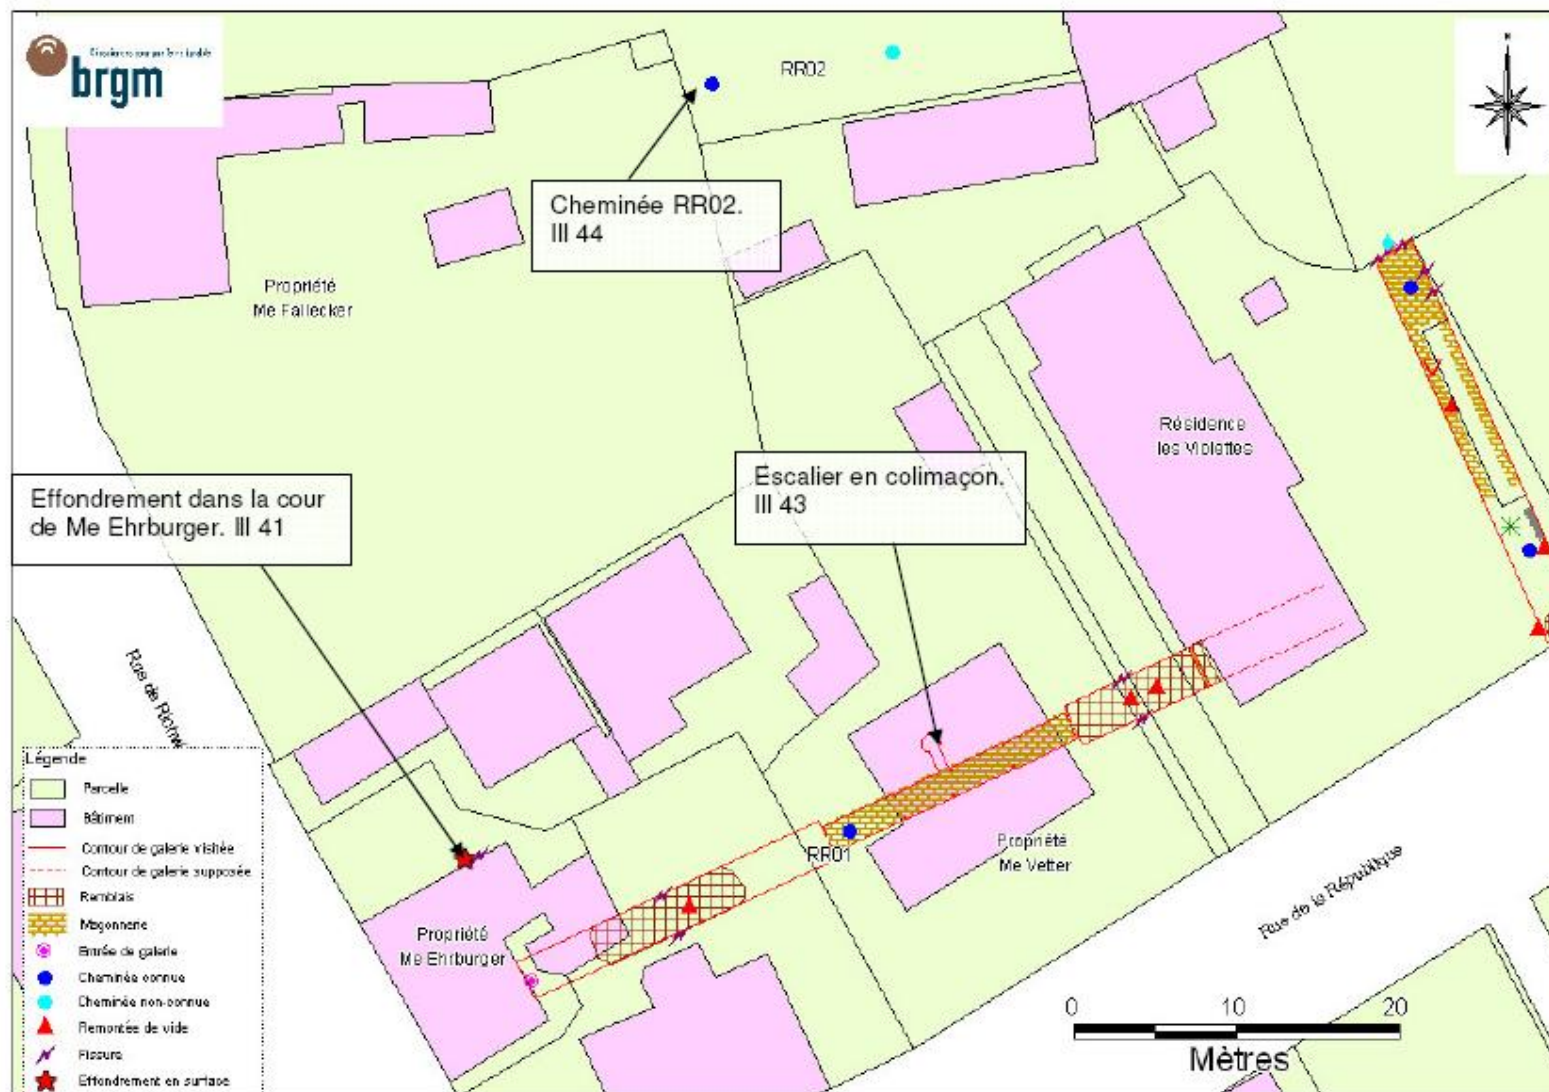 brgm
RR02
Cheminée RR02.
III 44
Propriété
Me Fallecker
Résidence
les Violettes
Escalier en colimaçon.
III 43
Effondrement dans la cour
de Me Ehrburger. III 41
Rue de
RR01
Propriété
Me Vetter
Rue de la République
Propriété
Me Ehrburger
Légende
Parcelle
Bâtiment
Contour de galerie visitée
Contour de galerie supposée
Remblais
Maçonnerie
Entrée de galerie
Cheminée connue
Cheminée non-connue
Remontée de vide
Fissure
Effondrement en surface
0 10 20
Mètres